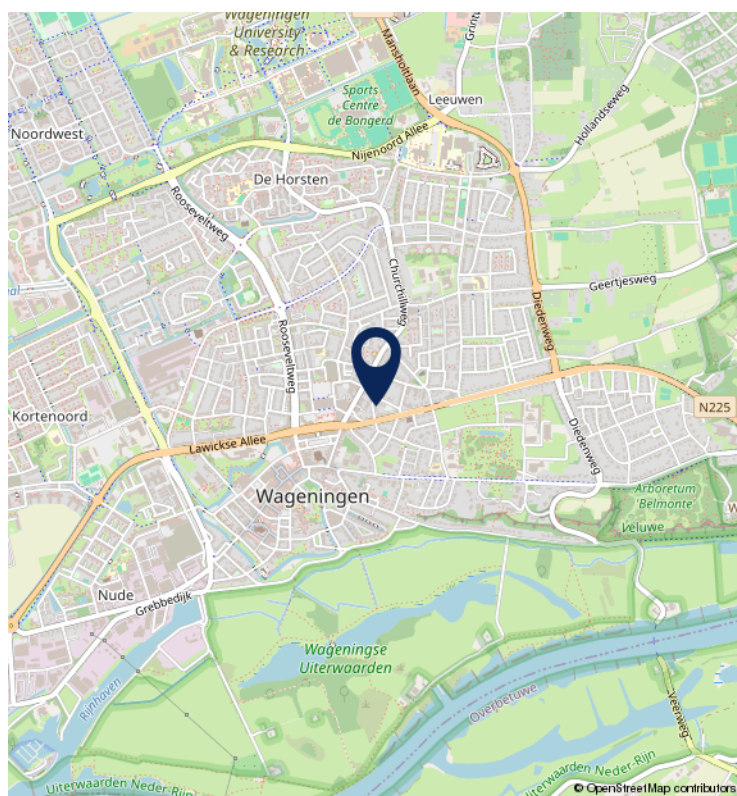 Wageningen
University
& Research
Mansholtlaan
Sports
Centre
de Bongerd
Leeuwen
Hollandseweg
Noordwest
Nijenoord Allee
De Horsten
Rooseveltweg
Churchillweg
Geertjesweg
Diedenweg
Rooseveltweg
Kortenoord
N225
Lawickse Allee
Diedenweg
Wageningen
Arboretum
'Belmonte'
W
Veluwe
Nude
Grebbedijk
Wageningse
Uiterwaarden
Rijnhaven
Overbetuwe
Veerweg
Uiterwaarden Neder-Rijn
Uiterwaarden Neder-Rijn
© OpenStreetMap contributors